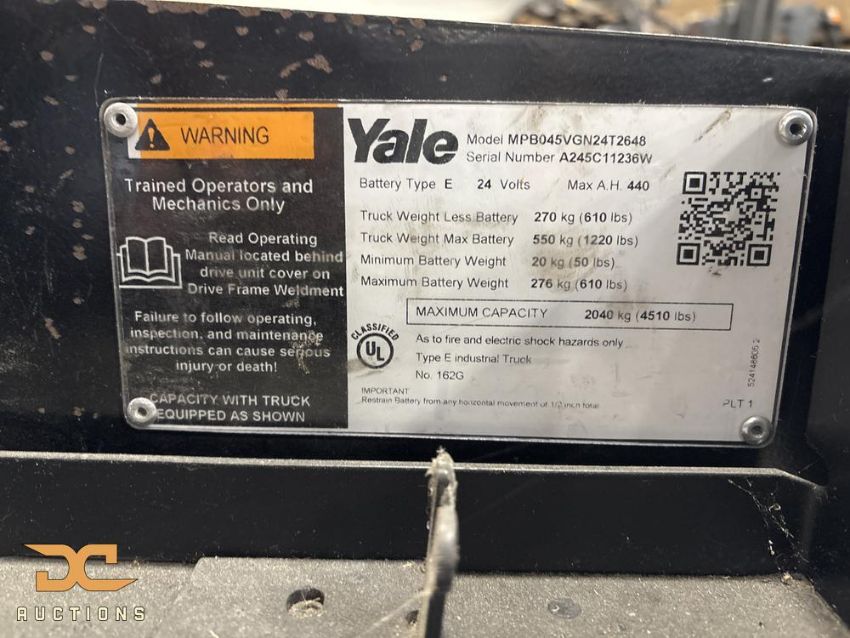 WARNING
Trained Operators and
Mechanics Only
Read Operating
Manual located behind
drive unit cover on
Drive Frame Weldment
Failure to follow operating,
inspection, and maintenance
instructions can cause serious
injury or death!
CAPACITY WITH TRUCK
EQUIPPED AS SHOWN
Yale
Model MPB045VGN24T2648
Serial Number A245C11236W
Battery Type E 24 Volts Max A.H. 440
Truck Weight Less Battery 270 kg (610 lbs)
Truck Weight Max Battery 550 kg (1220 lbs)
Minimum Battery Weight 20 kg (50 lbs)
Maximum Battery Weight 276 kg (610 lbs)
MAXIMUM CAPACITY 2040 kg (4510 lbs)
CLASSIFIED
UL
As to fire and electric shock hazards only
Type E industrial Truck
No. 162G
IMPORTANT
Restrain Battery from any horizontal movement of 1/2 inch total
PLT 1
DC
AUCTIONS